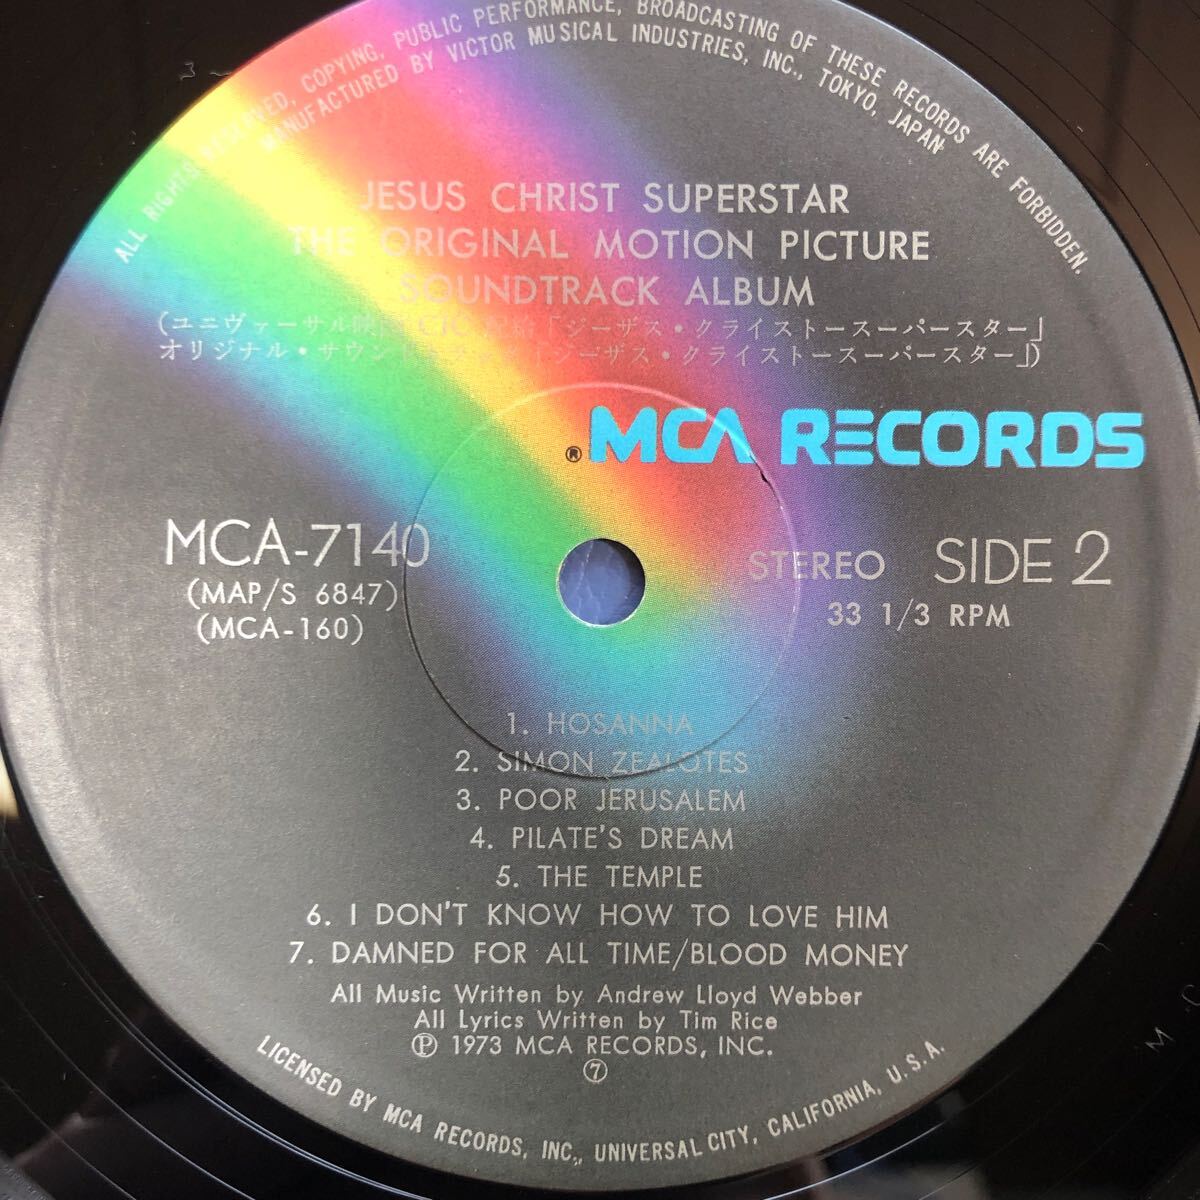 ALL RIGHTS RESERVED, COPYING, PUBLIC PERFORMANCE, BROADCASTING OF THESE RECORDS ARE FORBIDDEN.
MANUFACTURED BY VICTOR MUSICAL INDUSTRIES, INC., TOKYO, JAPAN
JESUS CHRIST SUPERSTAR
THE ORIGINAL MOTION PICTURE
SOUNDTRACK ALBUM
(ユニヴァーサル映画 CIC配給「ジーザス・クライストースーパースター」
オリジナル・サウンドトラック盤「ジーザス・クライストースーパースター」)
® MCA RECORDS
MCA-7140
(MAP/S 6847)
(MCA-160)
STEREO SIDE 2
33 1/3 RPM
1. HOSANNA
2. SIMON ZEALOTES
3. POOR JERUSALEM
4. PILATE'S DREAM
5. THE TEMPLE
6. I DON'T KNOW HOW TO LOVE HIM
7. DAMNED FOR ALL TIME/BLOOD MONEY
All Music Written by Andrew Lloyd Webber
All Lyrics Written by Tim Rice
Ⓟ 1973 MCA RECORDS, INC.
⑦
LICENSED BY MCA RECORDS, INC., UNIVERSAL CITY, CALIFORNIA, U.S.A.